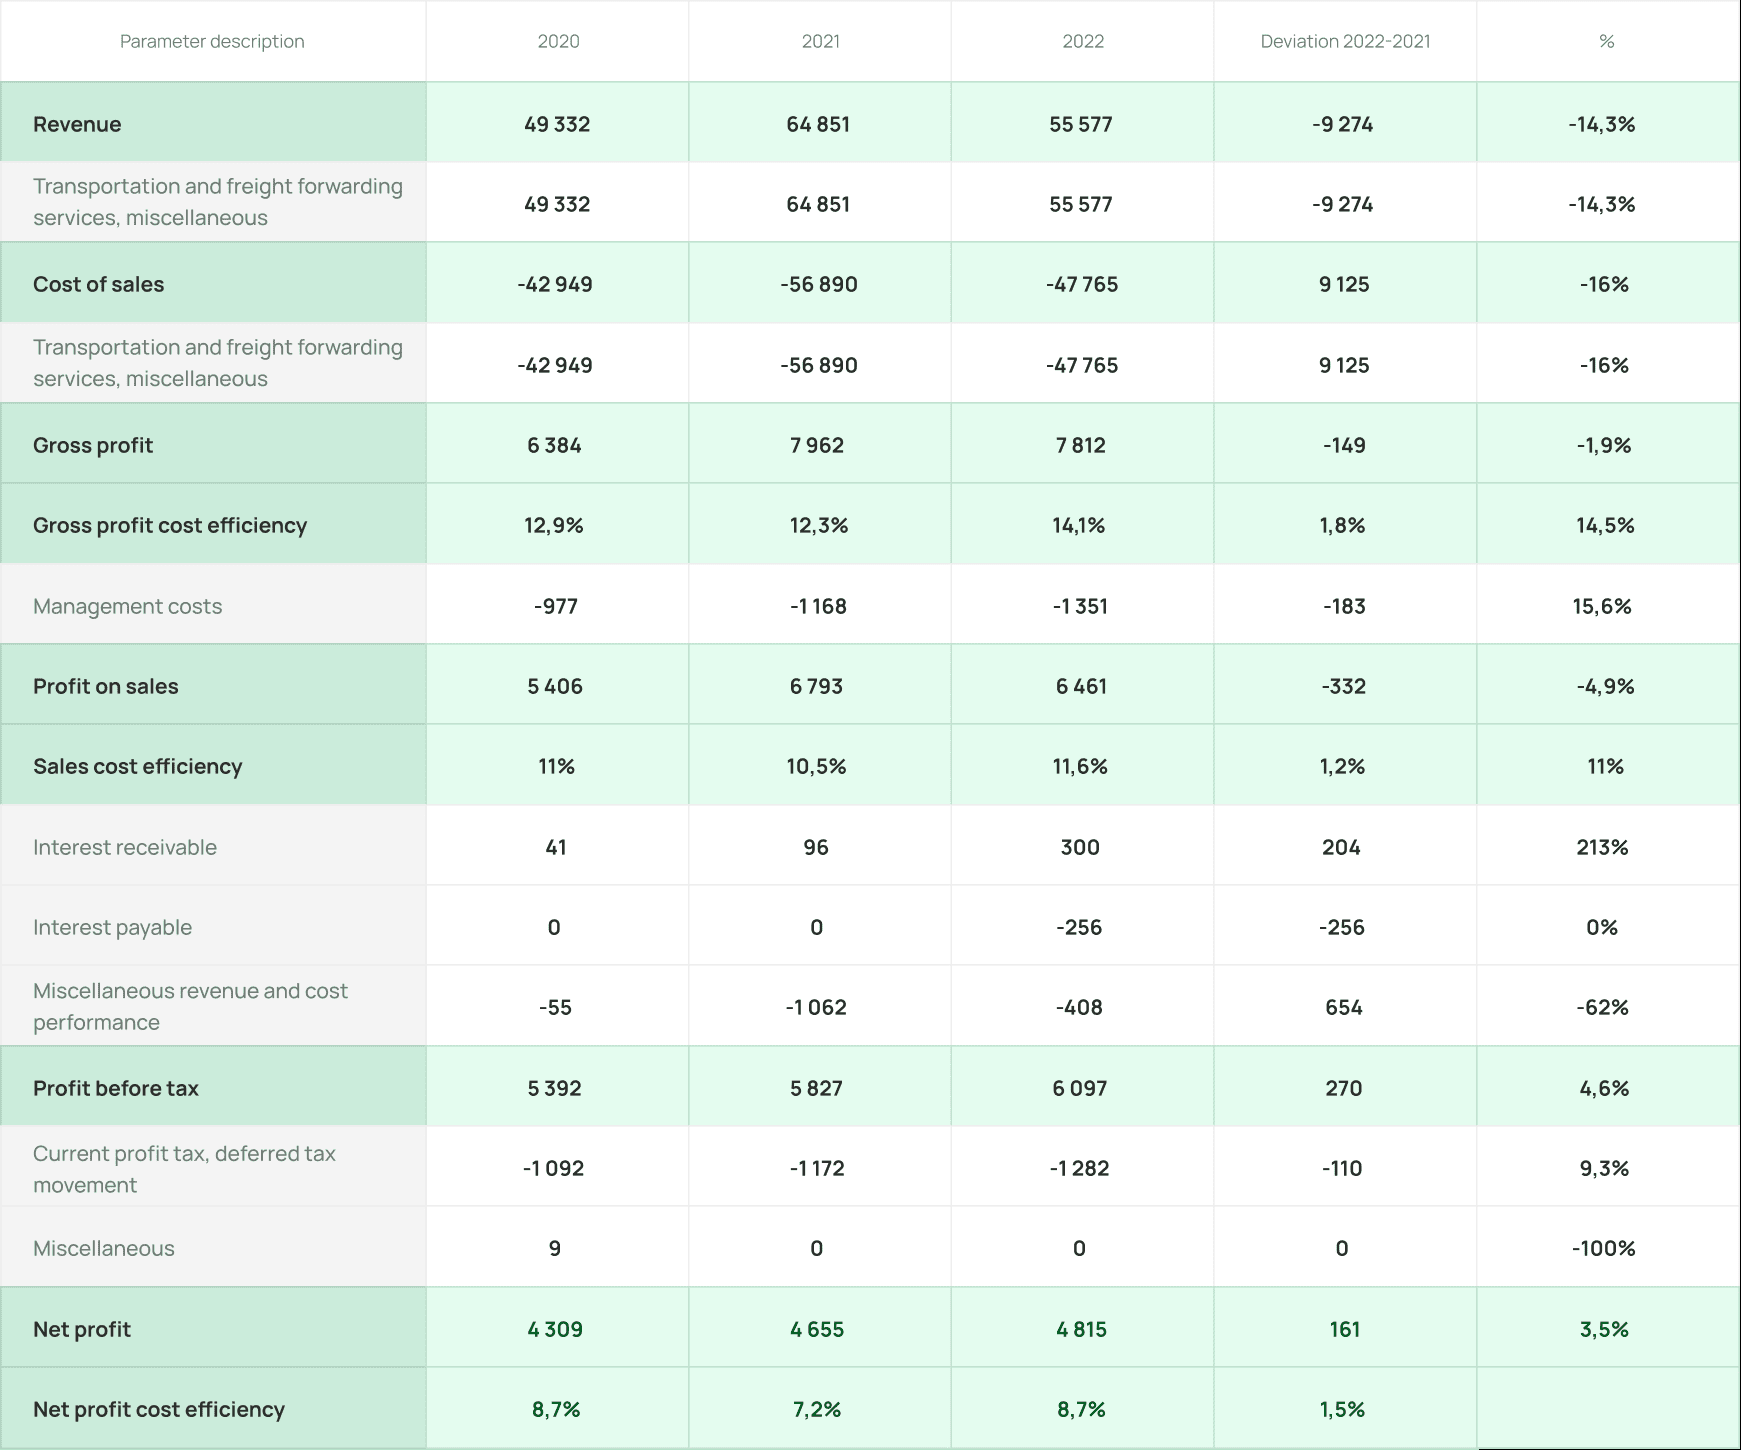 Parameter description 2020 2021 2022 Deviation 2022-2021 %
Revenue 49 332 64 851 55 577 -9 274 -14,3%
Transportation and freight forwarding
services, miscellaneous 49 332 64 851 55 577 -9 274 -14,3%
Cost of sales -42 949 -56 890 -47 765 9 125 -16%
Transportation and freight forwarding
services, miscellaneous -42 949 -56 890 -47 765 9 125 -16%
Gross profit 6 384 7 962 7 812 -149 -1,9%
Gross profit cost efficiency 12,9% 12,3% 14,1% 1,8% 14,5%
Management costs -977 -1 168 -1 351 -183 15,6%
Profit on sales 5 406 6 793 6 461 -332 -4,9%
Sales cost efficiency 11% 10,5% 11,6% 1,2% 11%
Interest receivable 41 96 300 204 213%
Interest payable 0 0 -256 -256 0%
Miscellaneous revenue and cost
performance -55 -1 062 -408 654 -62%
Profit before tax 5 392 5 827 6 097 270 4,6%
Current profit tax, deferred tax
movement -1 092 -1 172 -1 282 -110 9,3%
Miscellaneous 9 0 0 0 -100%
Net profit 4 309 4 655 4 815 161 3,5%
Net profit cost efficiency 8,7% 7,2% 8,7% 1,5%